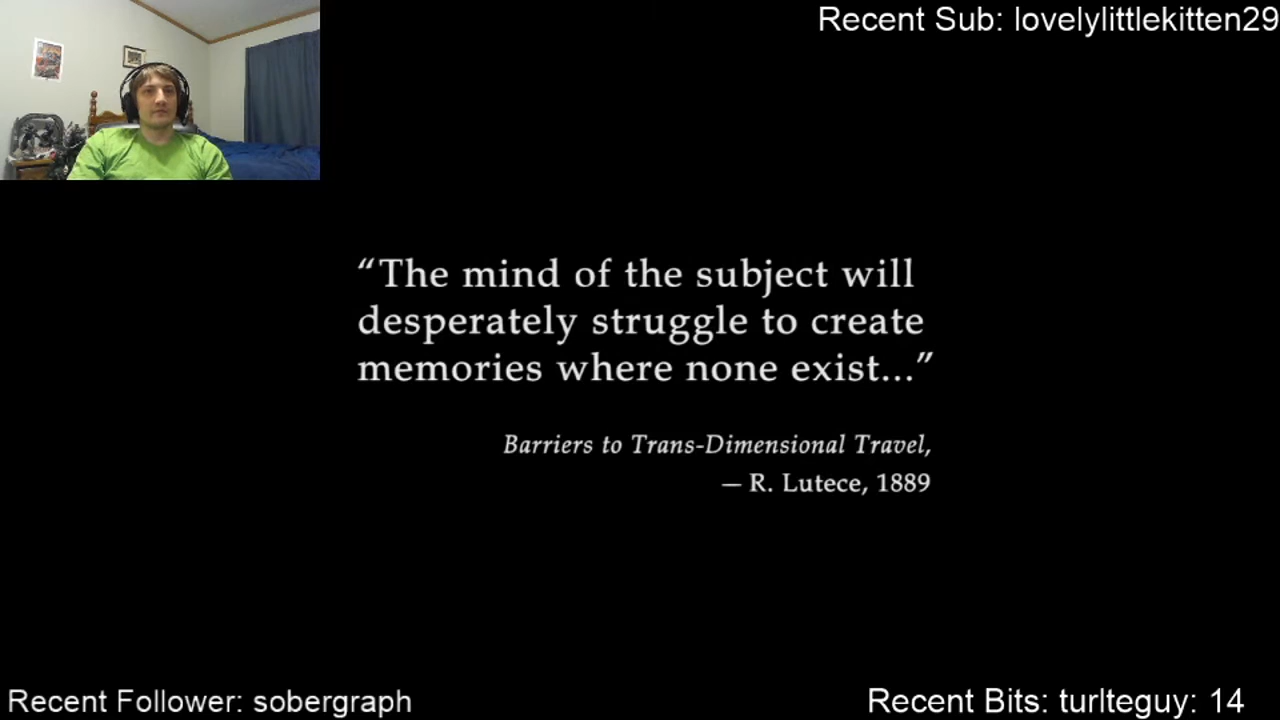 Recent Sub: lovelylittlekitten29
“The mind of the subject will
desperately struggle to create
memories where none exist...”
Barriers to Trans-Dimensional Travel,
— R. Lutece, 1889
Recent Follower: sobergraph
Recent Bits: turlteguy: 14